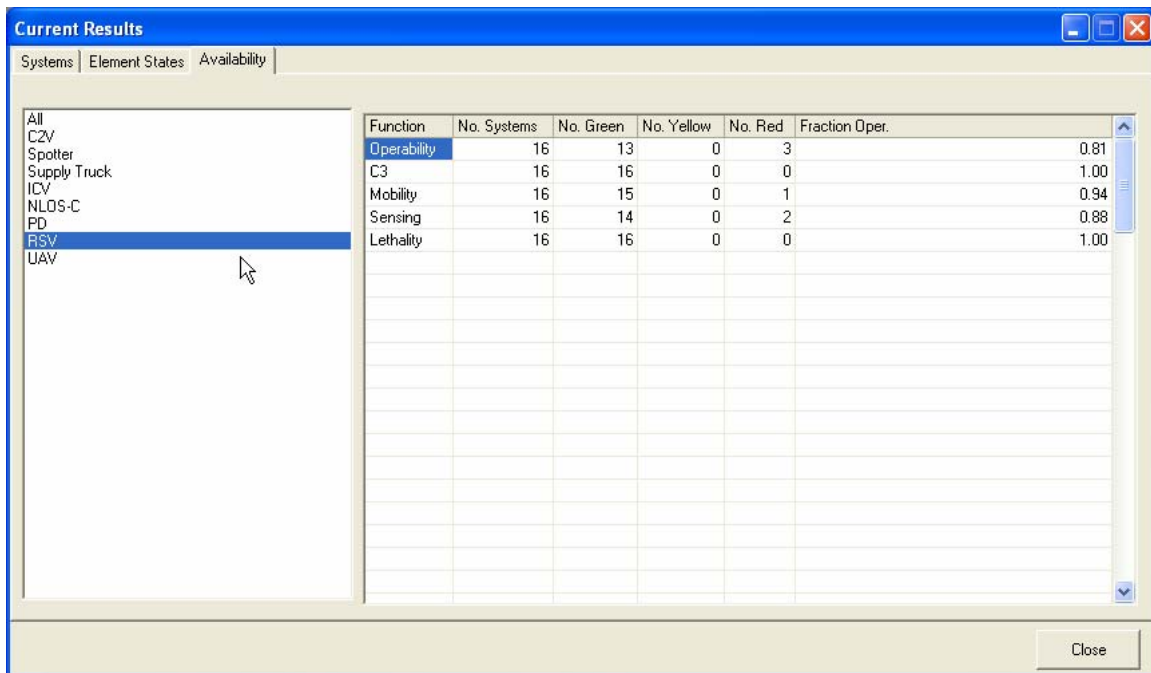 Current Results
Systems Element States Availability
All
C2V
Spotter
Supply Truck
ICV
NLOS-C
PD
RSV
UAV
Function No. Systems No. Green No. Yellow No. Red Fraction Oper.
Operability 16 13 0 3 0.81
C3 16 16 0 0 1.00
Mobility 16 15 0 1 0.94
Sensing 16 14 0 2 0.88
Lethality 16 16 0 0 1.00
Close